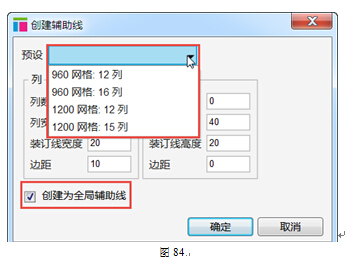 创建辅助线
预设
960 网格: 12 列
960 网格: 16 列
1200 网格: 12 列
1200 网格: 15 列
列
列数
0
列宽
40
装订线宽度 20 装订线高度 20
边距 10 边距 0
创建为全局辅助线
确定 取消
图 84.